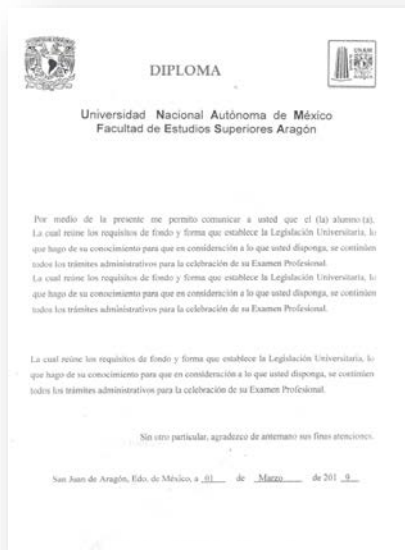 DIPLOMA
UNAM
Aragón
Universidad Nacional Autónoma de México
Facultad de Estudios Superiores Aragón
Por medio de la presente me permito comunicar a usted que el (la) alumno (a),
La cual reúne los requisitos de fondo y forma que establece la Legislación Universitaria, lo
que hago de su conocimiento para que en consideración a lo que usted disponga, se continúen
todos los trámites administrativos para la celebración de su Examen Profesional.
La cual reúne los requisitos de fondo y forma que establece la Legislación Universitaria, lo
que hago de su conocimiento para que en consideración a lo que usted disponga, se continúen
todos los trámites administrativos para la celebración de su Examen Profesional.
La cual reúne los requisitos de fondo y forma que establece la Legislación Universitaria, lo
que hago de su conocimiento para que en consideración a lo que usted disponga, se continúen
todos los trámites administrativos para la celebración de su Examen Profesional.
Sin otro particular, agradezco de antemano sus finas atenciones.
San Juan de Aragón, Edo. de México, a 01 de Marzo de 201 9